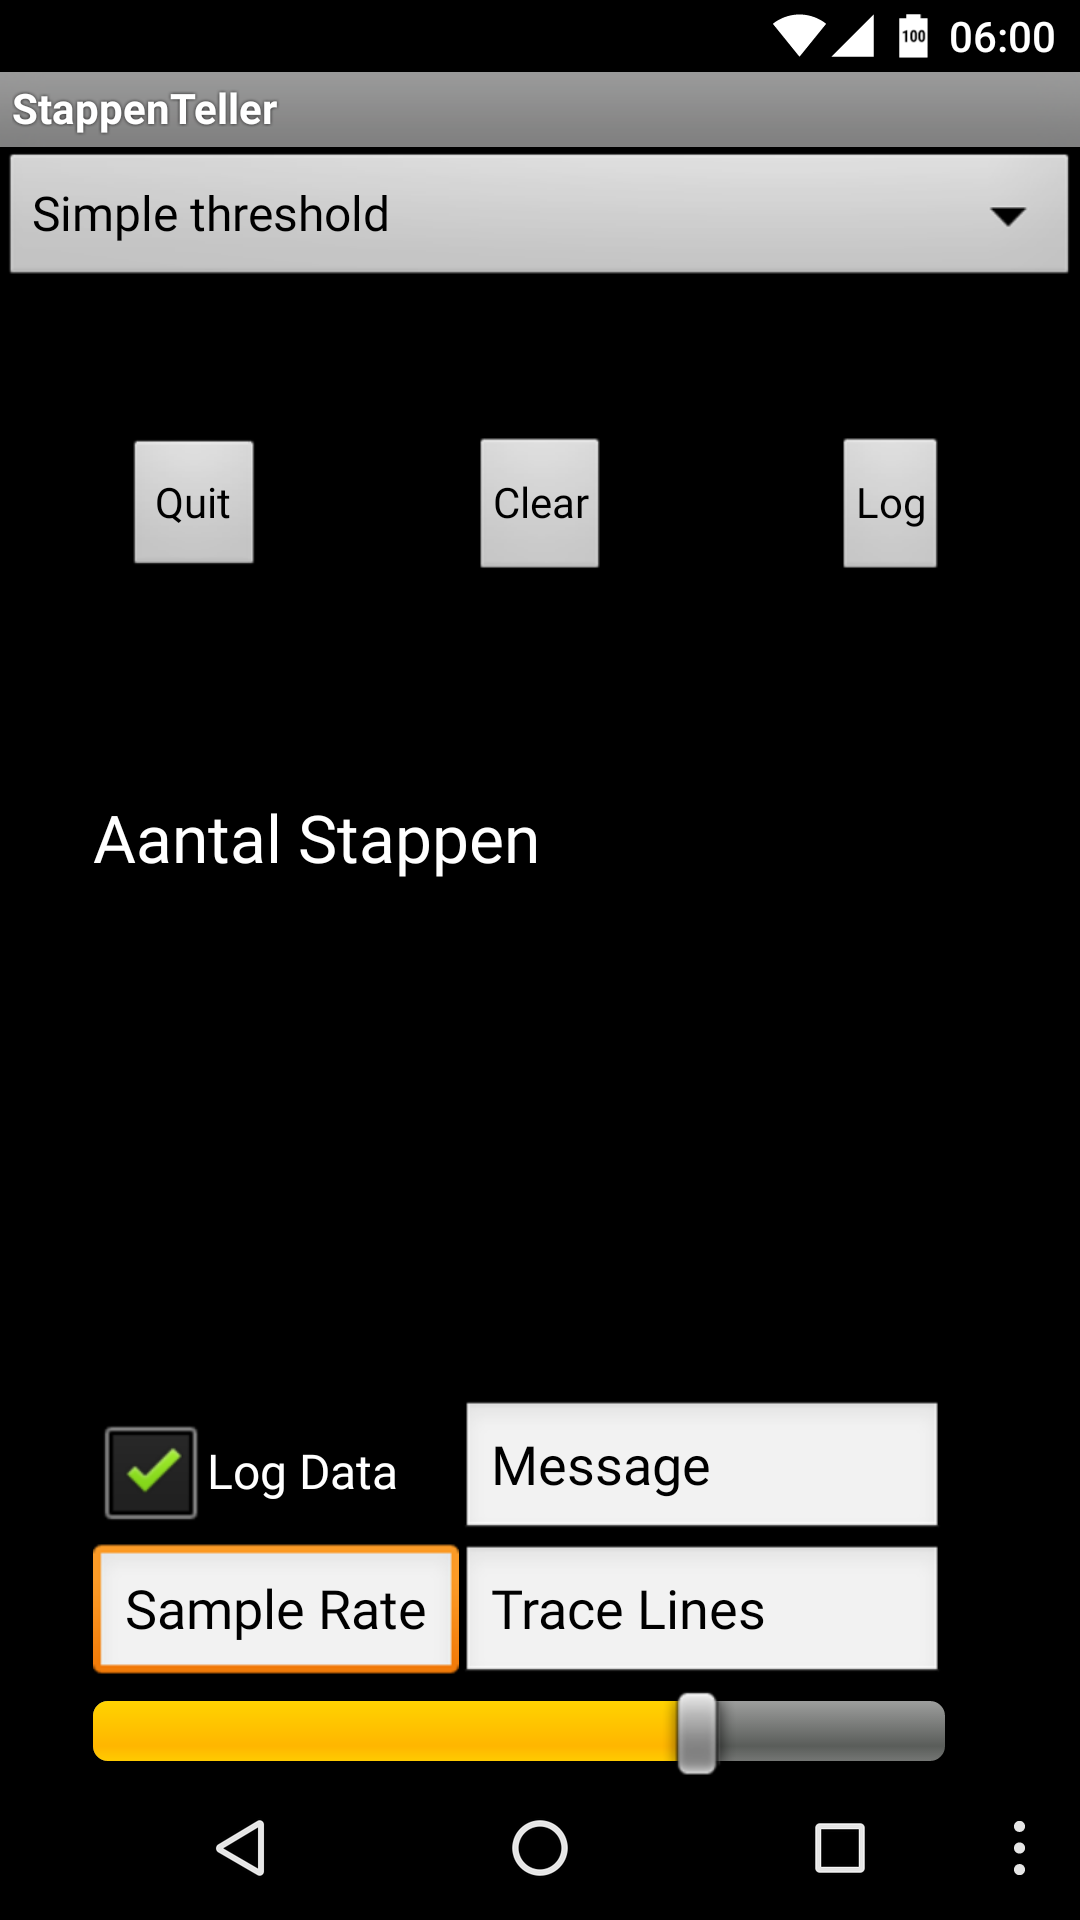 100 06:00
StappenTeller
Simple threshold
Quit Clear Log
Aantal Stappen
Log Data Message
Sample Rate Trace Lines